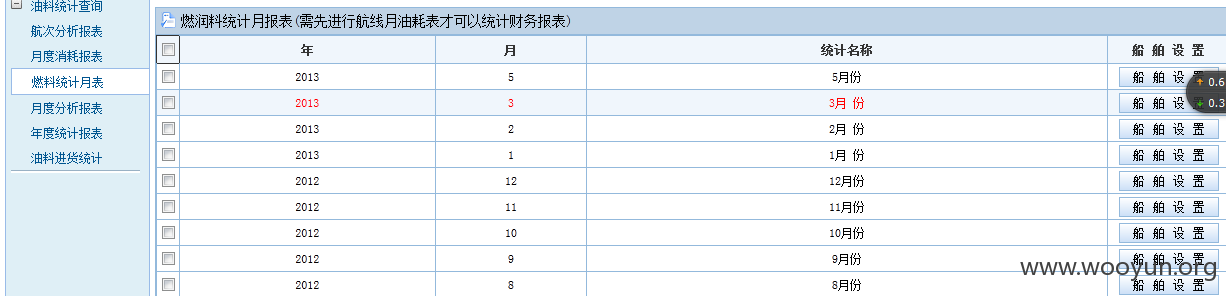 油料统计查询
航次分析报表
月度消耗报表
燃料统计月表
月度分析报表
年度统计报表
油料进货统计
燃润料统计月报表(需先进行航线月油耗表才可以统计财务报表)
年 月 统计名称 船 舶 设 置
2013 5 5月份 船 舶 设 置
2013 3 3月 份 船 舶 设 置
2013 2 2月 份 船 舶 设 置
2013 1 1月 份 船 舶 设 置
2012 12 12月份 船 舶 设 置
2012 11 11月份 船 舶 设 置
2012 10 10月份 船 舶 设 置
2012 9 9月份 船 舶 设 置
2012 8 8月份 船 舶 设 置
0.6
0.3
www.wooyun.org